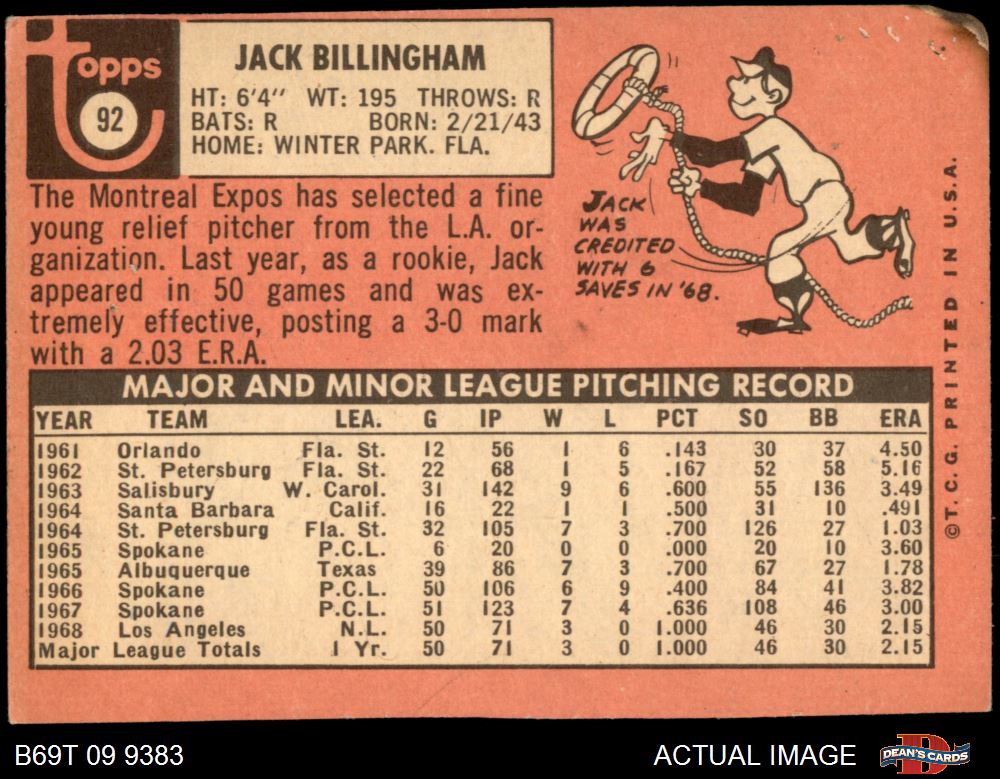 Topps
92
JACK BILLINGHAM
HT: 6'4" WT: 195 THROWS: R
BATS: R BORN: 2/21/43
HOME: WINTER PARK. FLA.
The Montreal Expos has selected a fine
young relief pitcher from the L.A. or-
ganization. Last year, as a rookie, Jack
appeared in 50 games and was ex-
tremely effective, posting a 3-0 mark
with a 2.03 E.R.A.
JACK
WAS
CREDITED
WITH 6
SAVES IN '68.
MAJOR AND MINOR LEAGUE PITCHING RECORD
YEAR TEAM LEA. G IP W L PCT SO BB ERA
1961 Orlando Fla. St. 12 56 1 6 .143 30 37 4.50
1962 St. Petersburg Fla. St. 22 68 1 5 .167 52 58 5.16
1963 Salisbury W. Carol. 31 142 9 6 .600 55 136 3.49
1964 Santa Barbara Calif. 16 22 1 1 .500 31 10 .491
1964 St. Petersburg Fla. St. 32 105 7 3 .700 126 27 1.03
1965 Spokane P.C.L. 6 20 0 0 .000 20 10 3.60
1965 Albuquerque Texas 39 86 7 3 .700 67 27 1.78
1966 Spokane P.C.L. 50 106 6 9 .400 84 41 3.82
1967 Spokane P.C.L. 51 123 7 4 .636 108 46 3.00
1968 Los Angeles N.L. 50 71 3 0 1.000 46 30 2.15
Major League Totals 1 Yr. 50 71 3 0 1.000 46 30 2.15
©T.C.G. PRINTED IN U.S.A.
B69T 09 9383
ACTUAL IMAGE
DEAN'S CARDS